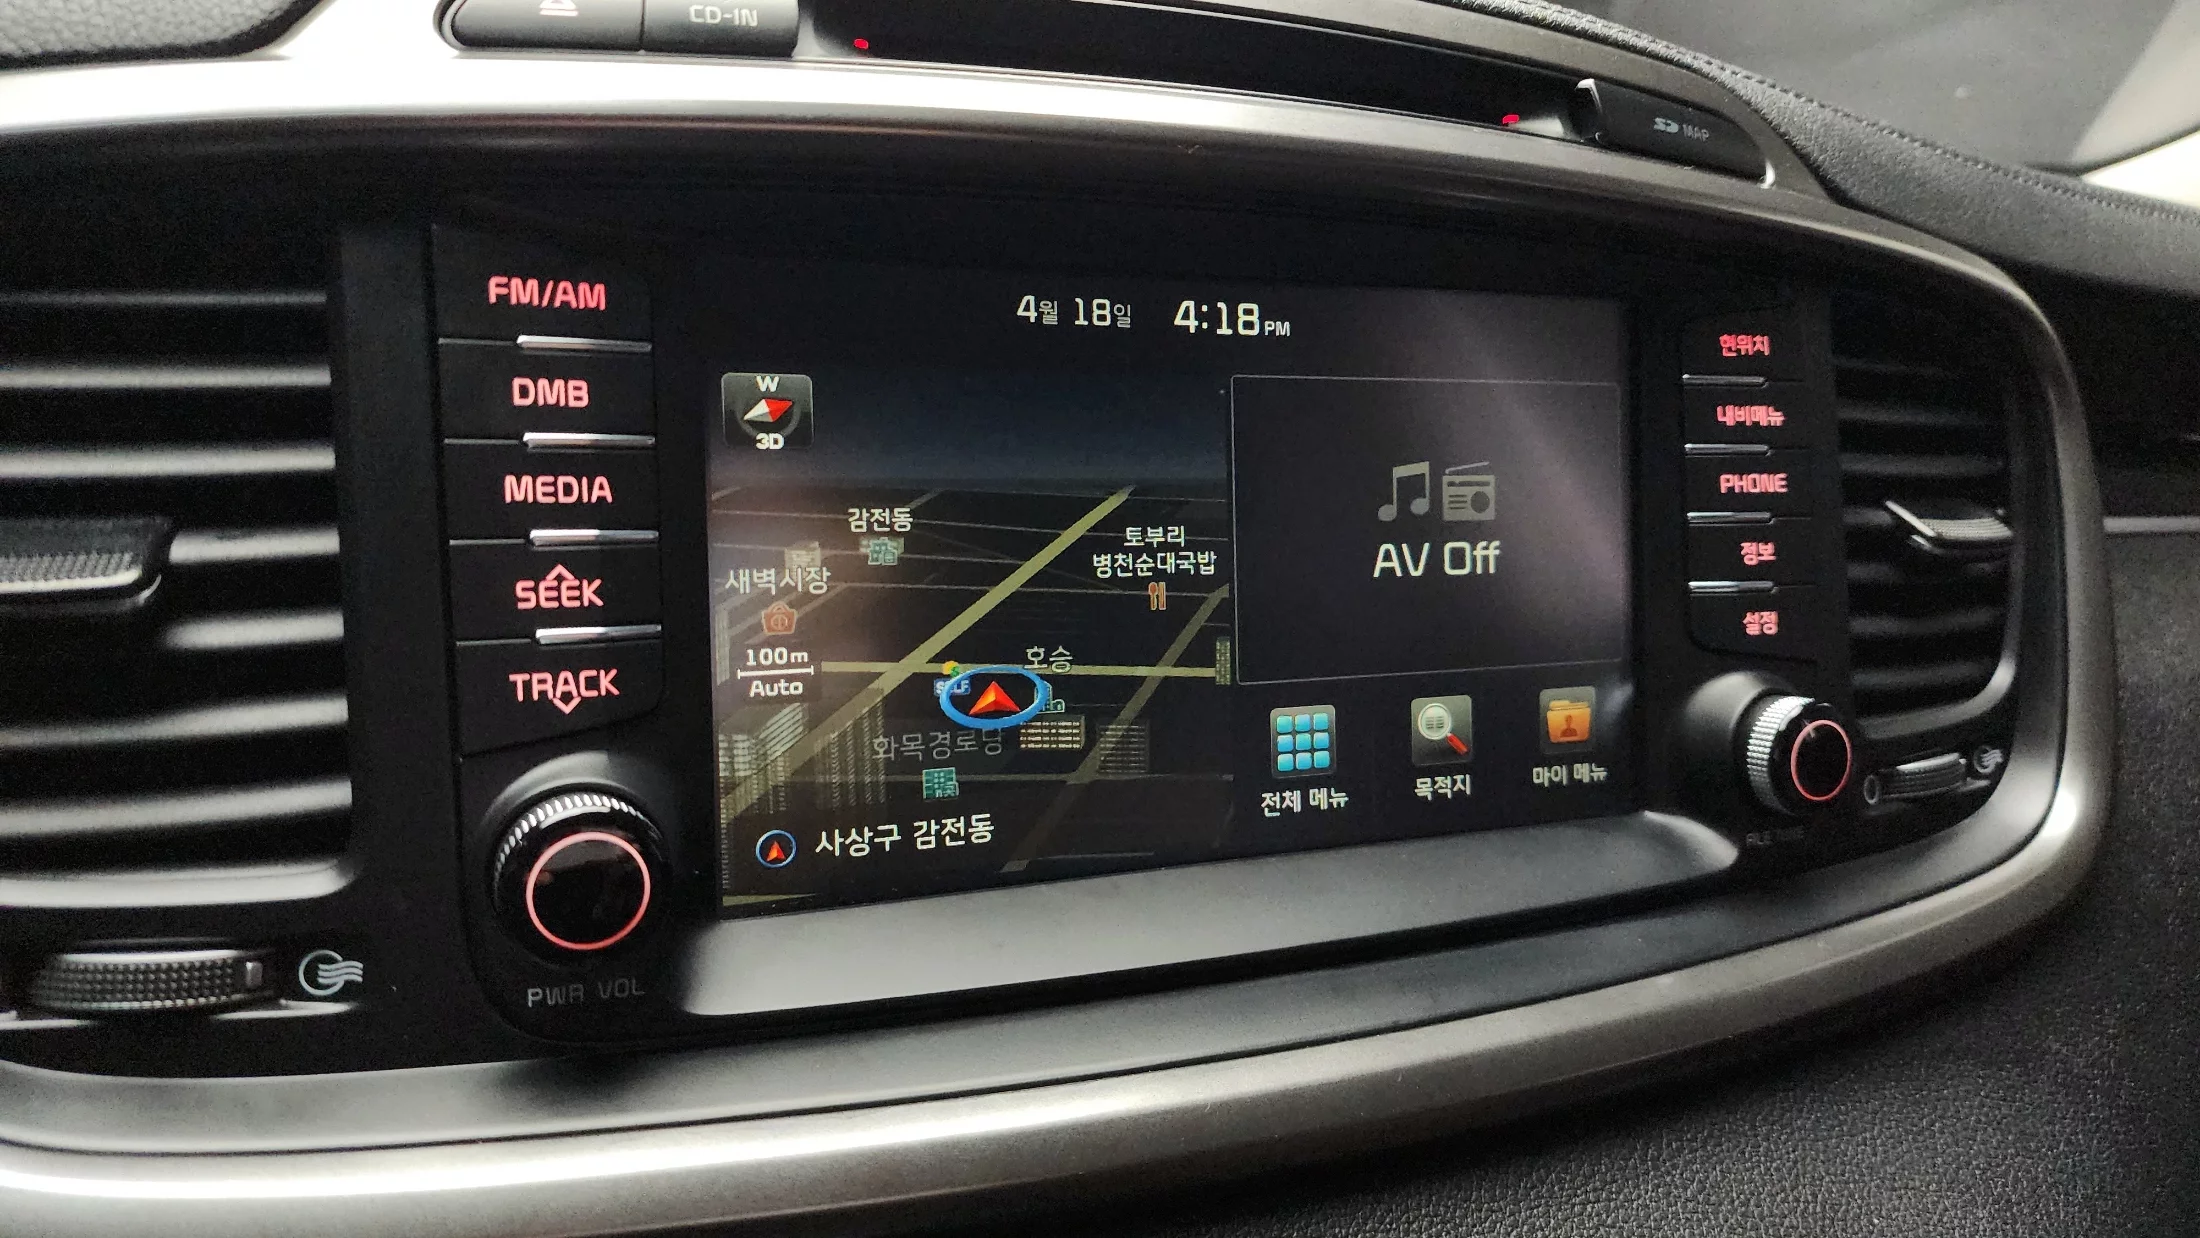 CD-IN
SD MAP
FM/AM
DMB
MEDIA
SEEK
TRACK
PWR VOL
4월 18일 4:18 PM
W
3D
감전동
토부리
병천순대국밥
새벽시장
100m
Auto
호승
SELF
화목경로당
사상구 감전동
AV Off
전체 메뉴
목적지
마이 메뉴
현위치
내비메뉴
PHONE
정보
설정